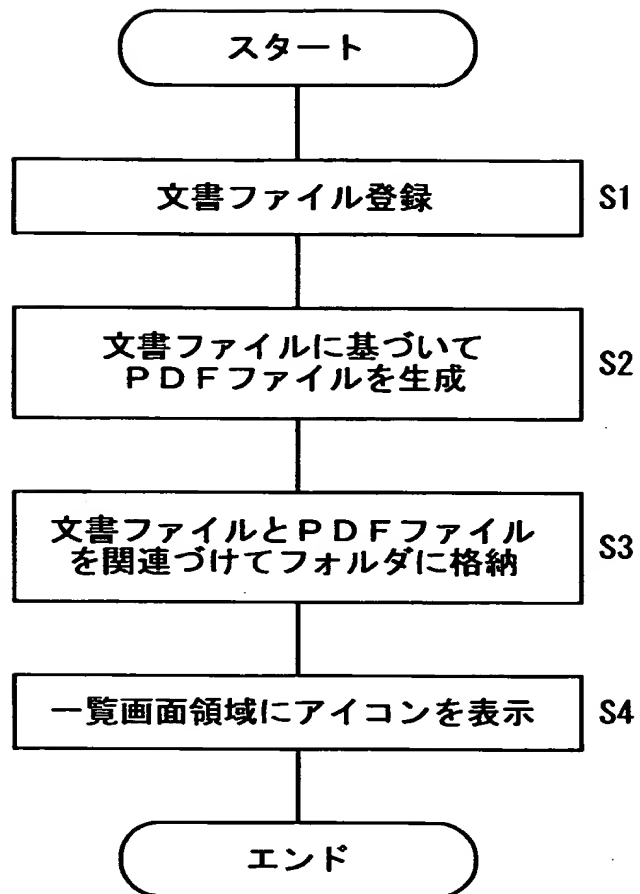 スタート
文書ファイル登録 S1
文書ファイルに基づいて
PDFファイルを生成 S2
文書ファイルとPDFファイル
を関連づけてフォルダに格納 S3
一覧画面領域にアイコンを表示 S4
エンド